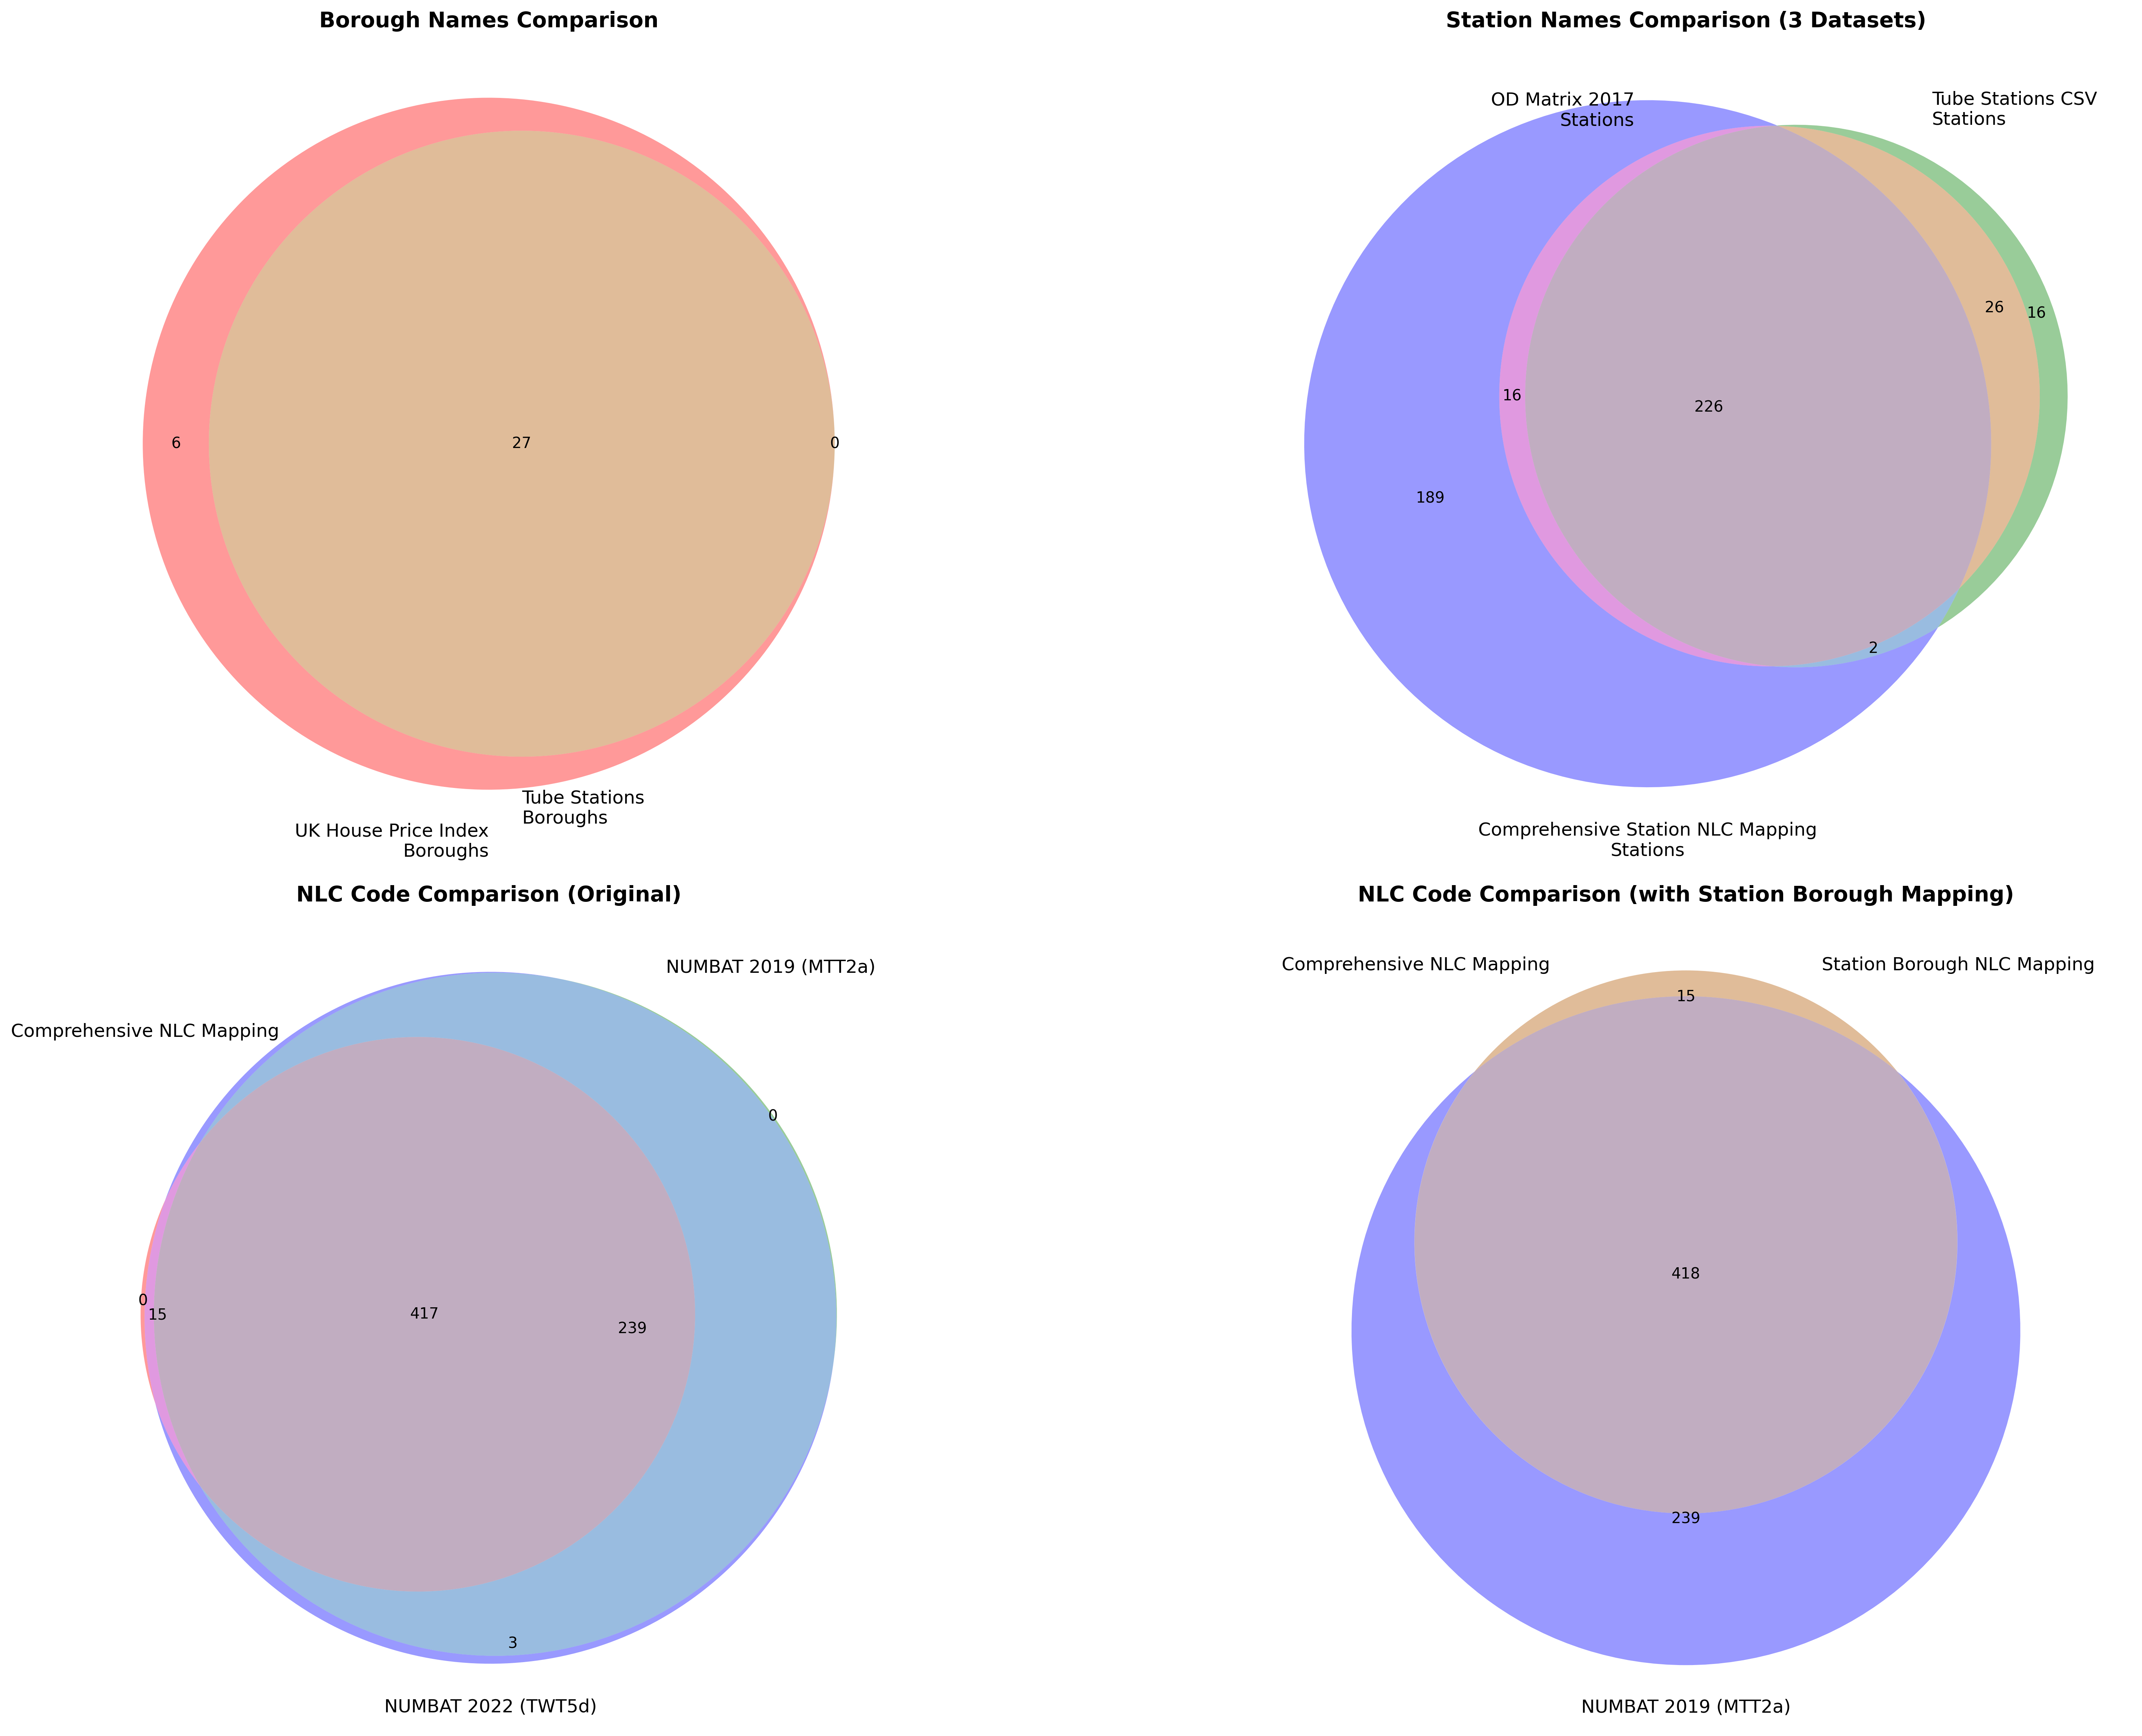 Borough Names Comparison
6
27
0
Tube Stations
Boroughs
UK House Price Index
Boroughs
Station Names Comparison (3 Datasets)
OD Matrix 2017
Stations
Tube Stations CSV
Stations
26
16
16
226
189
2
Comprehensive Station NLC Mapping
Stations
NLC Code Comparison (Original)
NUMBAT 2019 (MTT2a)
Comprehensive NLC Mapping
0
0
15
417
239
3
NUMBAT 2022 (TWT5d)
NLC Code Comparison (with Station Borough Mapping)
Comprehensive NLC Mapping
Station Borough NLC Mapping
15
418
239
NUMBAT 2019 (MTT2a)